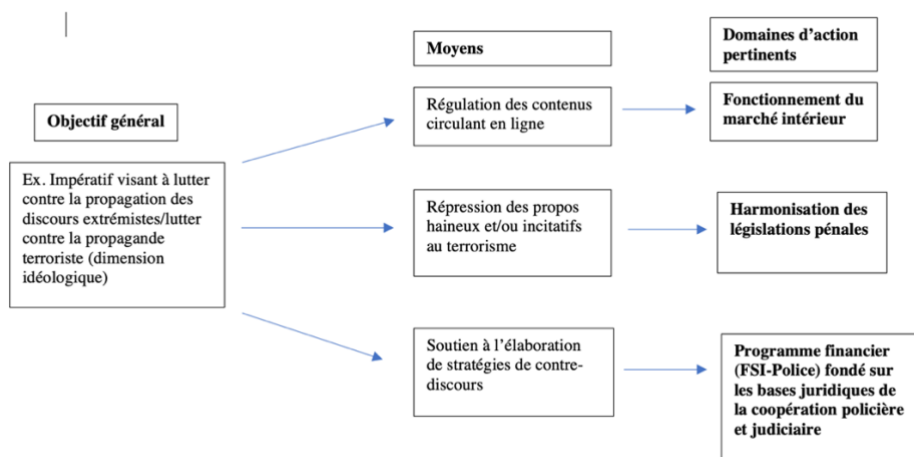 Objectif général
Ex. Impératif visant à lutter
contre la propagation des
discours extrémistes/lutter
contre la propagande
terroriste (dimension
idéologique)
Moyens
Régulation des contenus
circulant en ligne
Répression des propos
haineux et/ou incitatifs
au terrorisme
Soutien à l'élaboration
de stratégies de contre-
discours
Domaines d'action
pertinents
Fonctionnement du
marché intérieur
Harmonisation des
législations pénales
Programme financier
(FSI-Police) fondé sur
les bases juridiques de
la coopération policière
et judiciaire